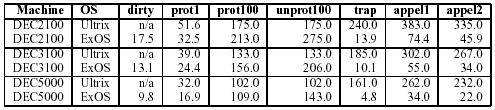 Machine OS dirty prot1 prot100 unprot100 trap appel1 appel2
DEC2100 Ultrix n/a 51.6 175.0 175.0 240.0 383.0 335.0
DEC2100 ExOS 17.5 32.5 213.0 275.0 13.9 74.4 45.9
DEC3100 Ultrix n/a 39.0 133.0 133.0 185.0 302.0 267.0
DEC3100 ExOS 13.1 24.4 156.0 206.0 10.1 55.0 34.0
DEC5000 Ultrix n/a 32.0 102.0 102.0 161.0 262.0 232.0
DEC5000 ExOS 9.8 16.9 109.0 143.0 4.8 34.0 22.0